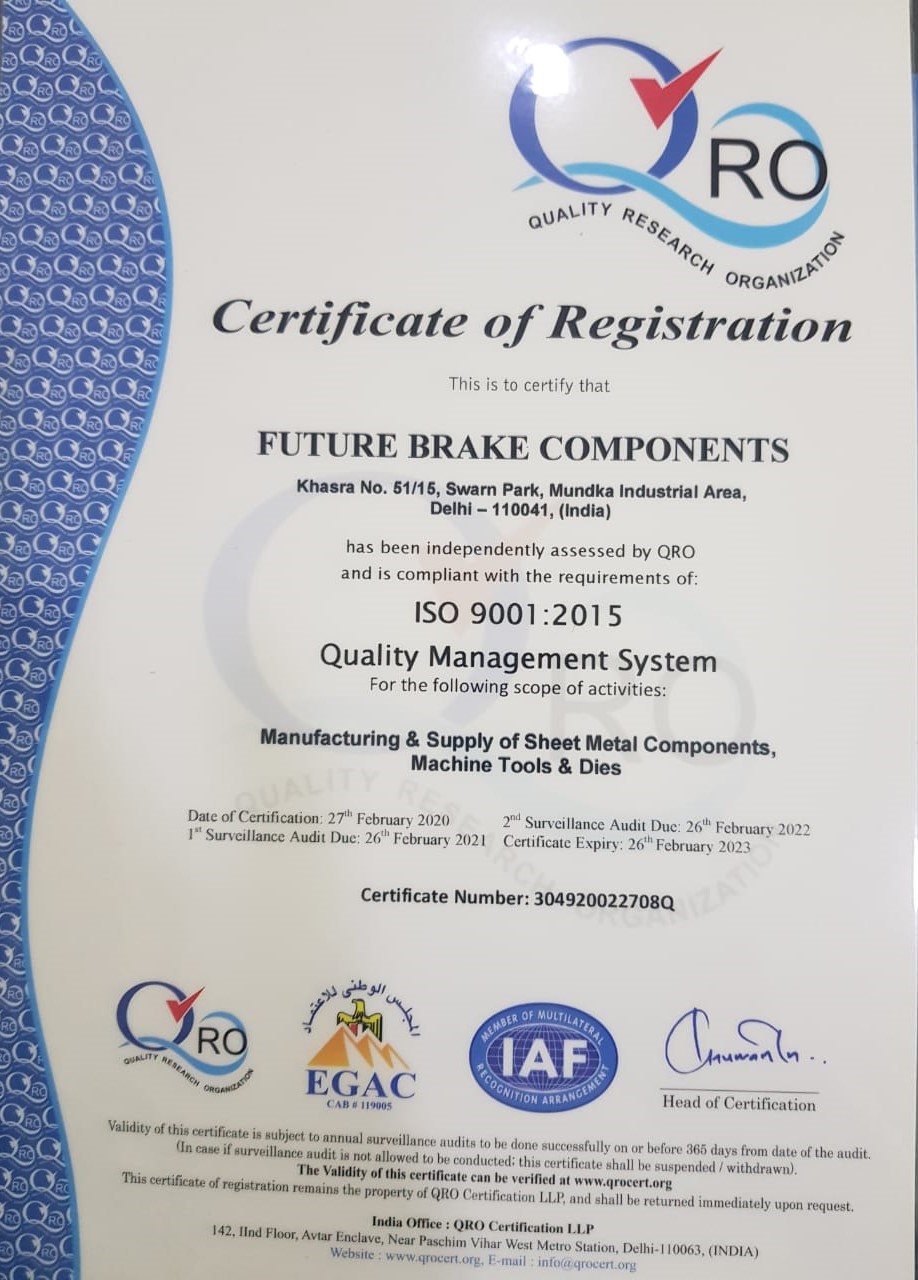 QRO
QUALITY RESEARCH ORGANIZATION
Certificate of Registration
This is to certify that
FUTURE BRAKE COMPONENTS
Khasra No. 51/15, Swarn Park, Mundka Industrial Area,
Delhi – 110041, (India)
has been independently assessed by QRO
and is compliant with the requirements of:
ISO 9001:2015
Quality Management System
For the following scope of activities:
Manufacturing & Supply of Sheet Metal Components,
Machine Tools & Dies
Date of Certification: 27th February 2020
1st Surveillance Audit Due: 26th February 2021
2nd Surveillance Audit Due: 26th February 2022
Certificate Expiry: 26th February 2023
Certificate Number: 304920022708Q
QRO
QUALITY RESEARCH ORGANIZATION
المجلس الوطنى للاعتماد
EGAC
CAB # 119005
MEMBER OF MULTILATERAL
IAF
RECOGNITION ARRANGEMENT
Head of Certification
Validity of this certificate is subject to annual surveillance audits to be done successfully on or before 365 days from date of the audit.
(In case if surveillance audit is not allowed to be conducted; this certificate shall be suspended / withdrawn).
The Validity of this certificate can be verified at www.qrocert.org
This certificate of registration remains the property of QRO Certification LLP, and shall be returned immediately upon request.
India Office : QRO Certification LLP
142, IInd Floor, Avtar Enclave, Near Paschim Vihar West Metro Station, Delhi-110063, (INDIA)
Website : www.qrocert.org, E-mail : info@qrocert.org